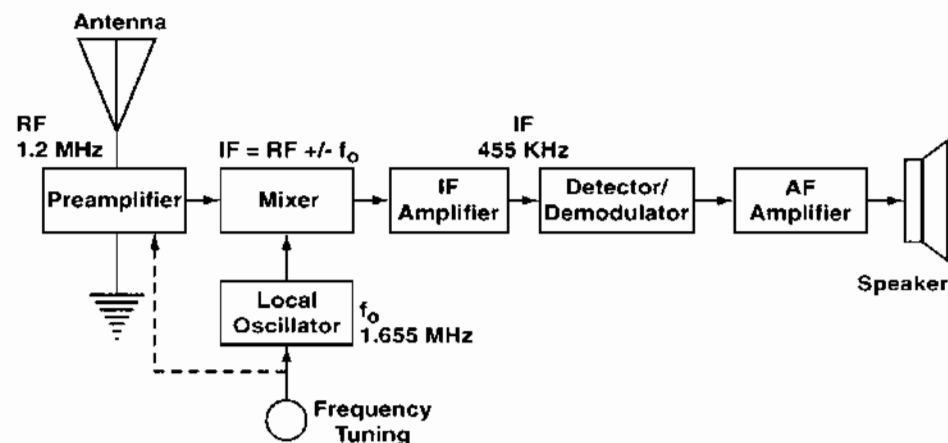 Antenna
RF
1.2 MHz
IF = RF +/- fo
IF
455 KHz
Preamplifier
Mixer
IF
Amplifier
Detector/
Demodulator
AF
Amplifier
Speaker
Local
Oscillator
fo
1.655 MHz
Frequency
Tuning